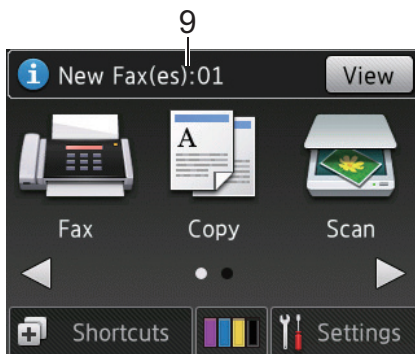 9
New Fax(es):01
View
A
Fax
Copy
Scan
Shortcuts
Settings